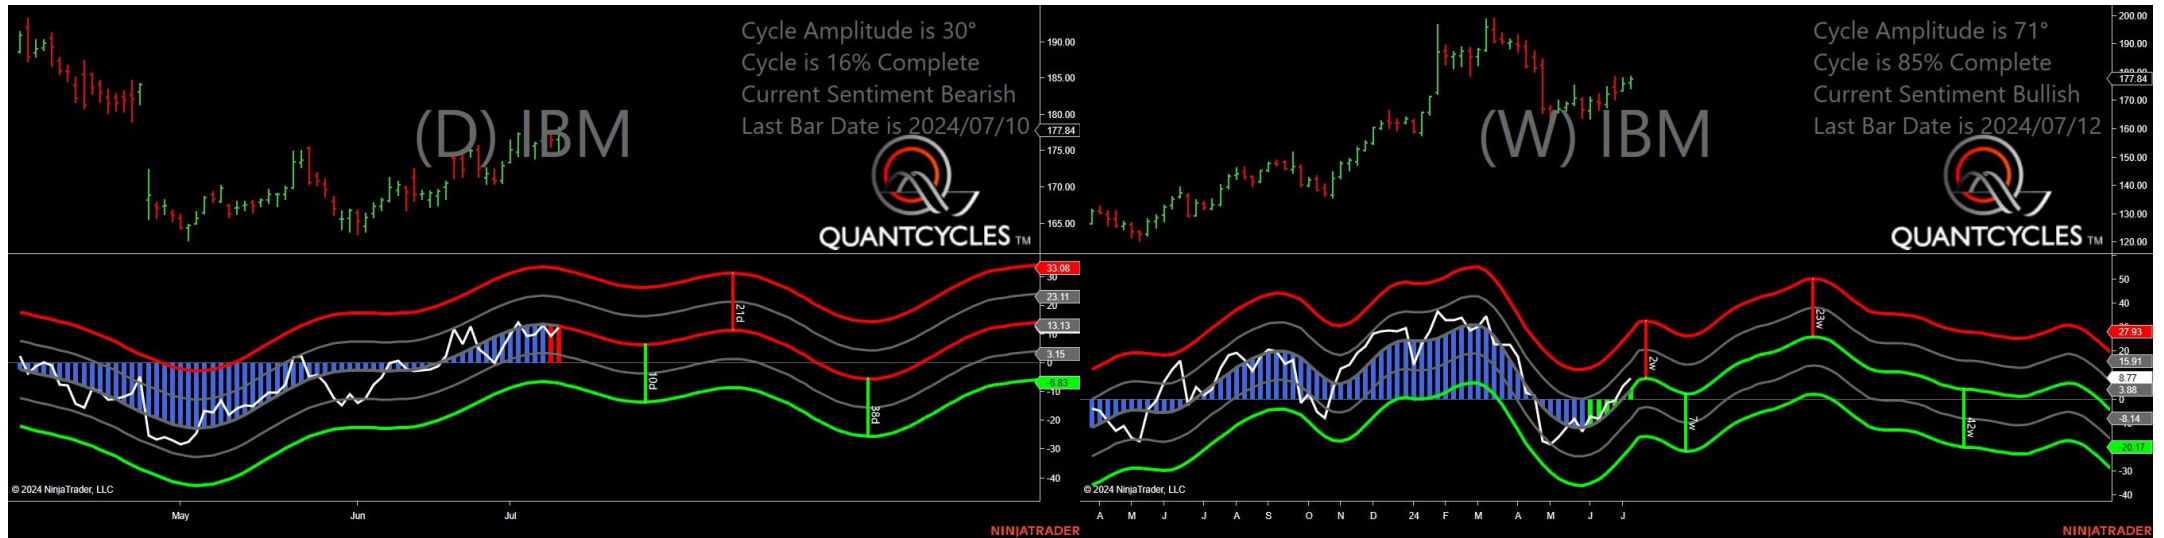 Cycle Amplitude is 30°
Cycle is 16% Complete
Current Sentiment Bearish
Last Bar Date is 2024/07/10
(D) IBM
QUANTCYCLES TM
190.00
185.00
180.00
177.84
175.00
170.00
165.00
33.08
30
23.11
20
13.13
10
3.15
0
-6.83
-10
-20
-30
-40
21d
10d
38d
© 2024 NinjaTrader, LLC
May Jun Jul
NINJATRADER
Cycle Amplitude is 71°
Cycle is 85% Complete
Current Sentiment Bullish
Last Bar Date is 2024/07/12
(W) IBM
QUANTCYCLES TM
200.00
190.00
180.00
177.84
170.00
160.00
150.00
140.00
130.00
120.00
50
40
27.93
20
15.91
8.77
3.88
0
-8.14
-20.17
-30
-40
2w
7w
23w
42w
© 2024 NinjaTrader, LLC
A M J J A S O N D 24 F M A M J J
NINJATRADER